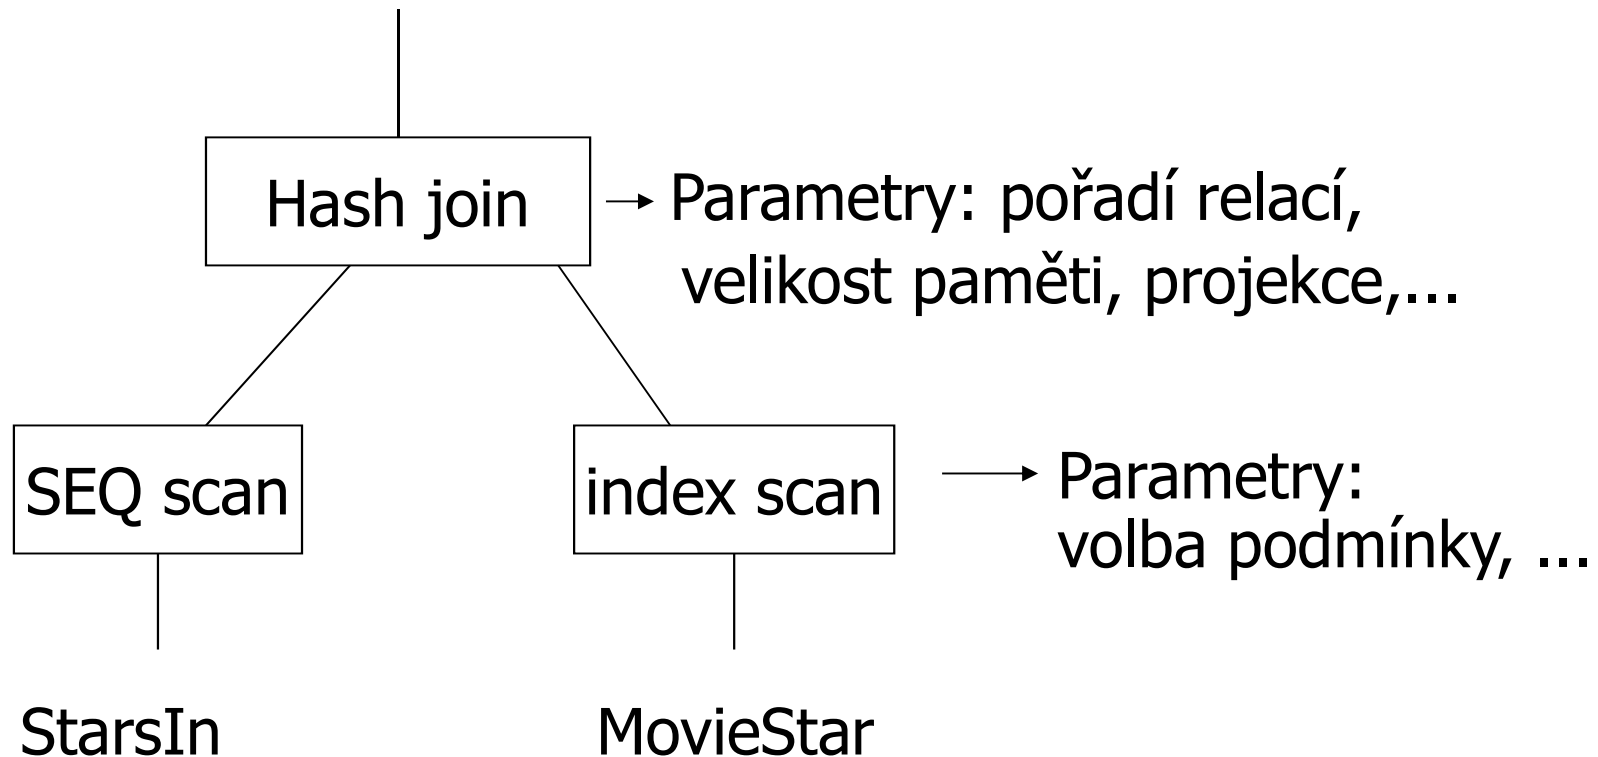 Hash join
Parametry: pořadí relací,
velikost paměti, projekce,...
SEQ scan
index scan
Parametry:
volba podmínky, ...
StarsIn
MovieStar